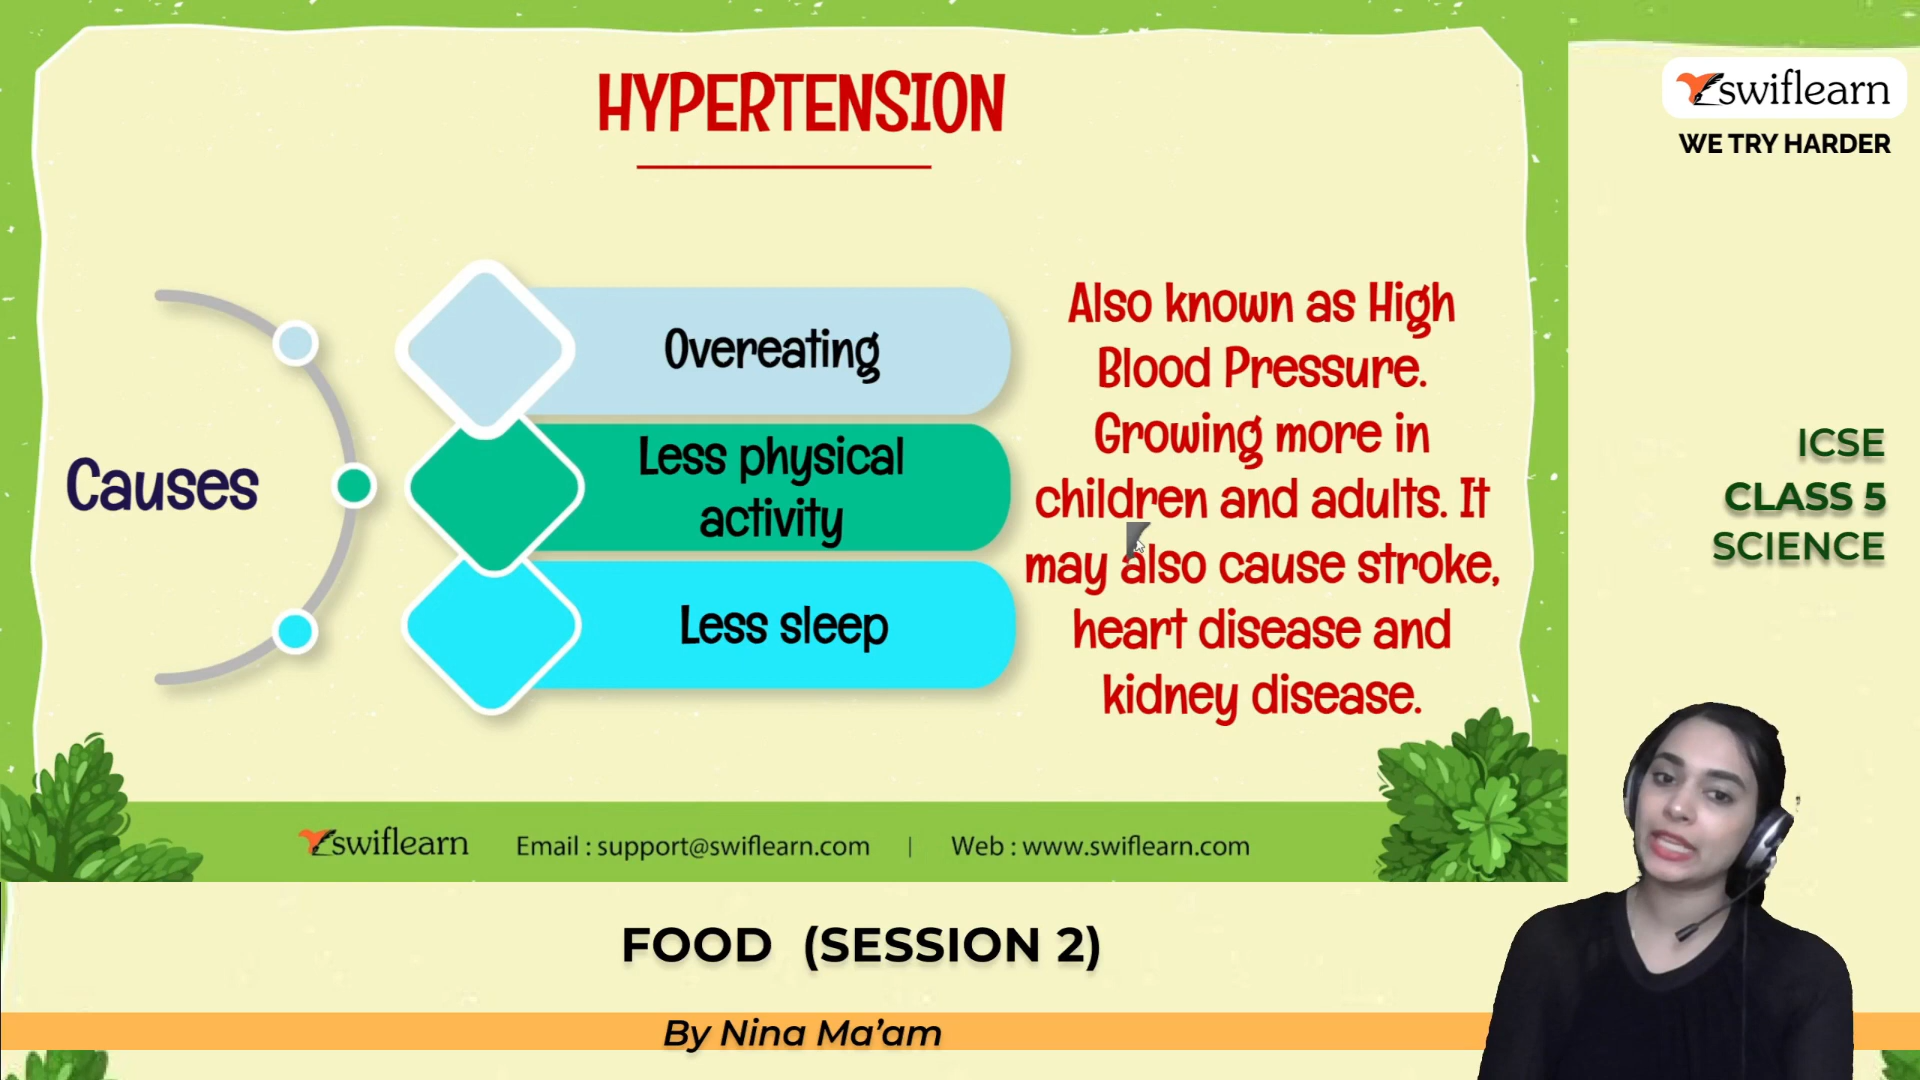 HYPERTENSION
Causes
Overeating
Less physical
activity
Less sleep
Also known as High
Blood Pressure.
Growing more in
children and adults. It
may also cause stroke,
heart disease and
kidney disease.
swiflearn
Email : support@swiflearn.com | Web : www.swiflearn.com
swiflearn
WE TRY HARDER
ICSE
CLASS 5
SCIENCE
FOOD (SESSION 2)
By Nina Ma’am